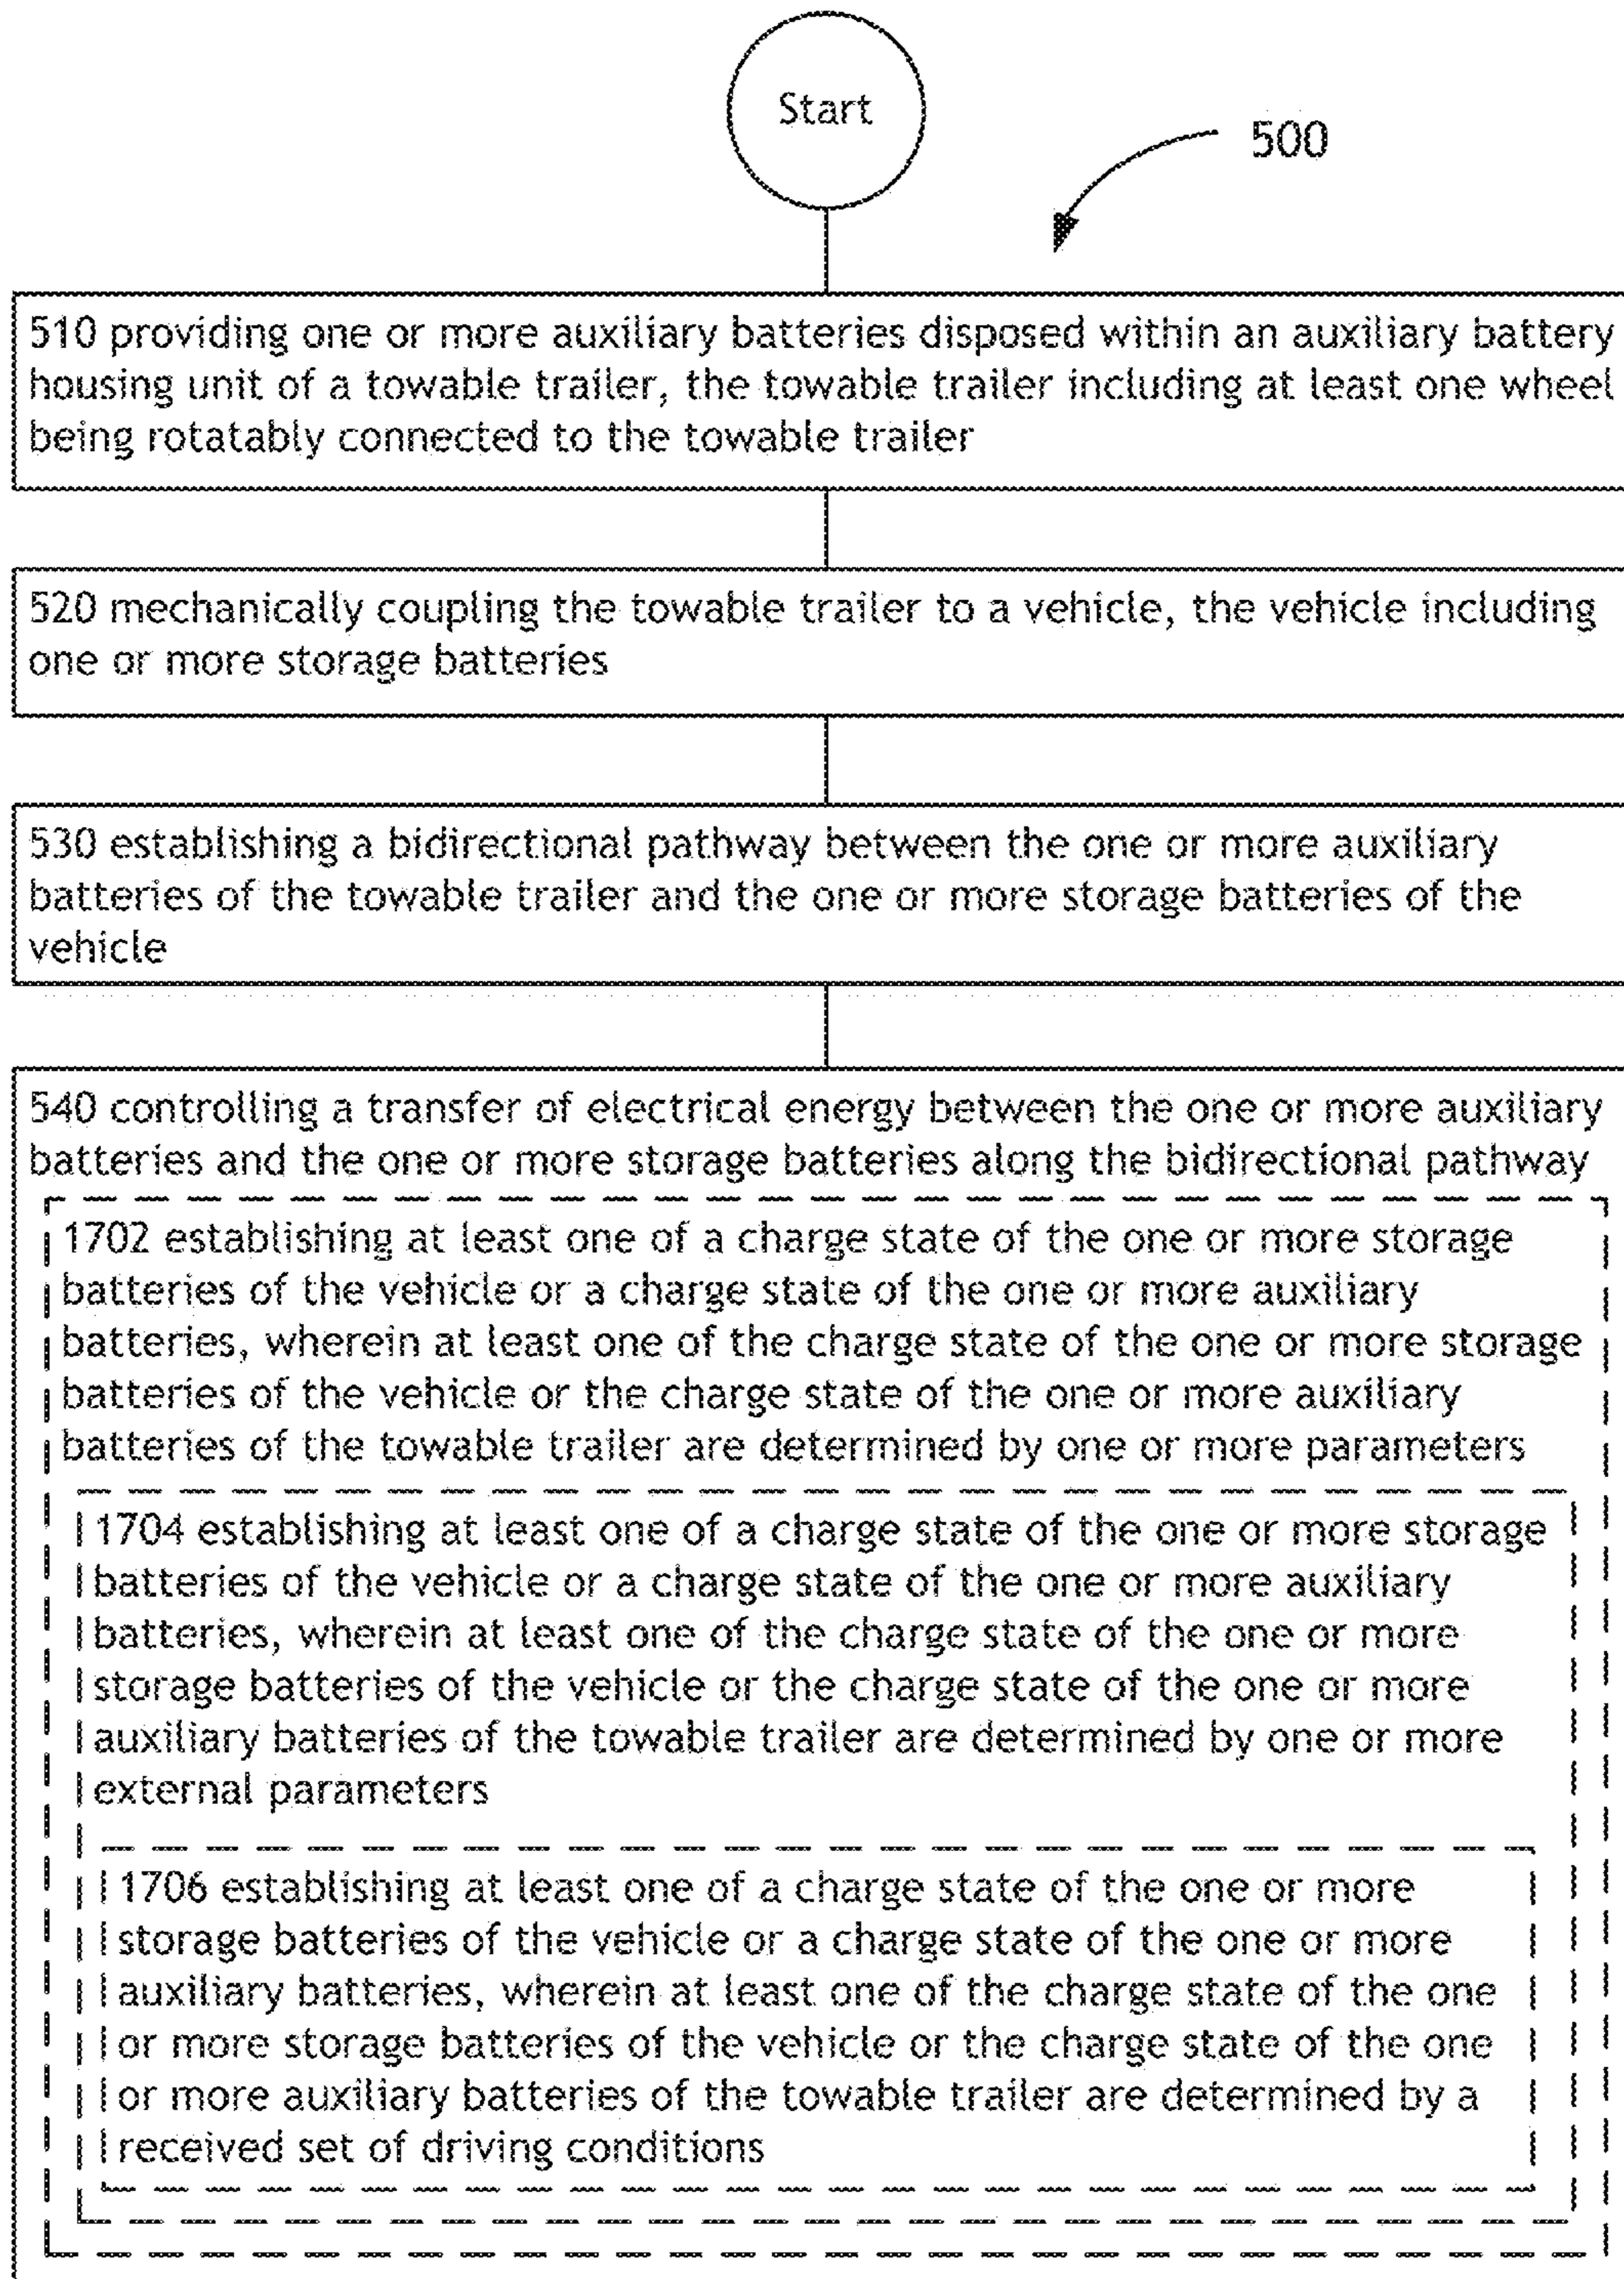 Start
500
510 providing one or more auxiliary batteries disposed within an auxiliary battery
housing unit of a towable trailer, the towable trailer including at least one wheel
being rotatably connected to the towable trailer
520 mechanically coupling the towable trailer to a vehicle, the vehicle including
one or more storage batteries
530 establishing a bidirectional pathway between the one or more auxiliary
batteries of the towable trailer and the one or more storage batteries of the
vehicle
540 controlling a transfer of electrical energy between the one or more auxiliary
batteries and the one or more storage batteries along the bidirectional pathway
1702 establishing at least one of a charge state of the one or more storage
batteries of the vehicle or a charge state of the one or more auxiliary
batteries, wherein at least one of the charge state of the one or more storage
batteries of the vehicle or the charge state of the one or more auxiliary
batteries of the towable trailer are determined by one or more parameters
1704 establishing at least one of a charge state of the one or more storage
batteries of the vehicle or a charge state of the one or more auxiliary
batteries, wherein at least one of the charge state of the one or more
storage batteries of the vehicle or the charge state of the one or more
auxiliary batteries of the towable trailer are determined by one or more
external parameters
1706 establishing at least one of a charge state of the one or more
storage batteries of the vehicle or a charge state of the one or more
auxiliary batteries, wherein at least one of the charge state of the one
or more storage batteries of the vehicle or the charge state of the one
or more auxiliary batteries of the towable trailer are determined by a
received set of driving conditions